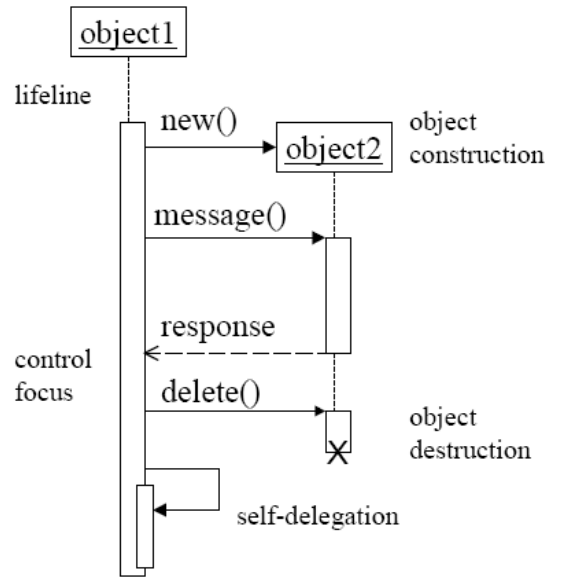 object1
lifeline
new()
object2
object
construction
message()
response
control
focus
delete()
object
destruction
self-delegation